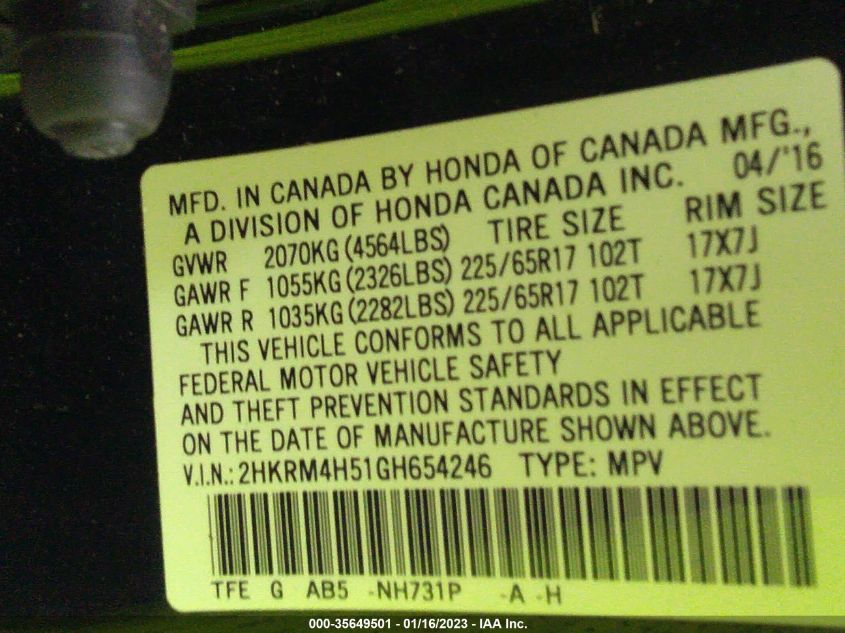 MFD. IN CANADA BY HONDA OF CANADA MFG.,
A DIVISION OF HONDA CANADA INC. 04/'16
GVWR 2070KG (4564LBS) TIRE SIZE RIM SIZE
GAWR F 1055KG (2326LBS) 225/65R17 102T 17X7J
GAWR R 1035KG (2282LBS) 225/65R17 102T 17X7J
THIS VEHICLE CONFORMS TO ALL APPLICABLE
FEDERAL MOTOR VEHICLE SAFETY
AND THEFT PREVENTION STANDARDS IN EFFECT
ON THE DATE OF MANUFACTURE SHOWN ABOVE.
V.I.N.: 2HKRM4H51GH654246 TYPE: MPV
TFE G AB5 -NH731P -A -H
000-35649501 - 01/16/2023 - IAA Inc.